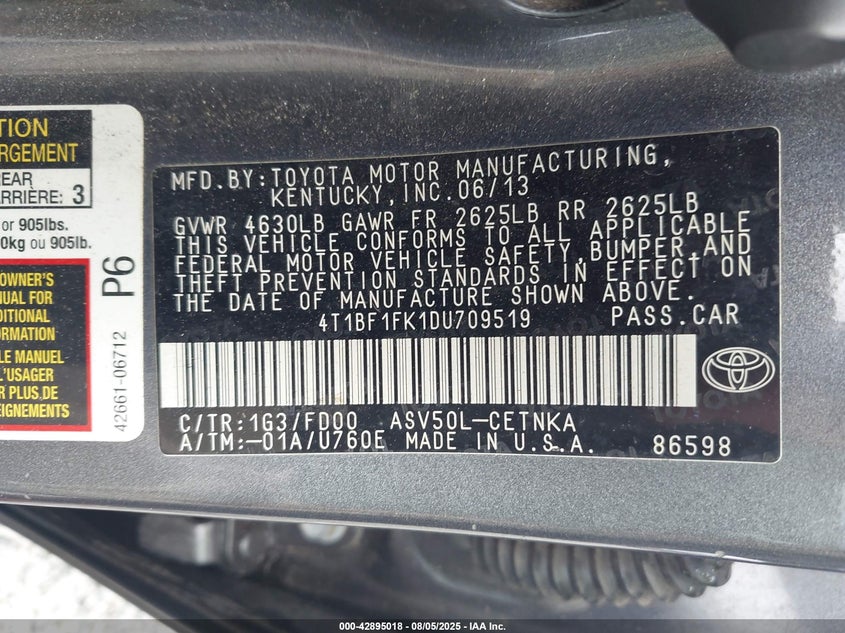 TION
RGEMENT
REAR
ARRIÈRE: 3
or 905lbs.
0kg ou 905lb.
OWNER'S
NUAL FOR
DITIONAL
ORMATION
LE MANUEL
L'USAGER
R PLUS DE
EIGNEMENTS
P6
42661-06712
MFD.BY:TOYOTA MOTOR MANUFACTURING,
KENTUCKY, INC. 06/13
GVWR 4630LB GAWR FR 2625LB RR 2625LB
THIS VEHICLE CONFORMS TO ALL APPLICABLE
FEDERAL MOTOR VEHICLE SAFETY,BUMPER,AND
THEFT PREVENTION STANDARDS IN EFFECT ON
THE DATE OF MANUFACTURE SHOWN ABOVE.
4T1BF1FK1DU709519 PASS.CAR
C/TR:1G3/FD00 ASV50L-CETNKA
A/TM:-01A/U760E MADE IN U.S.A. 86598
000-42895018 - 08/05/2025 - IAA Inc.